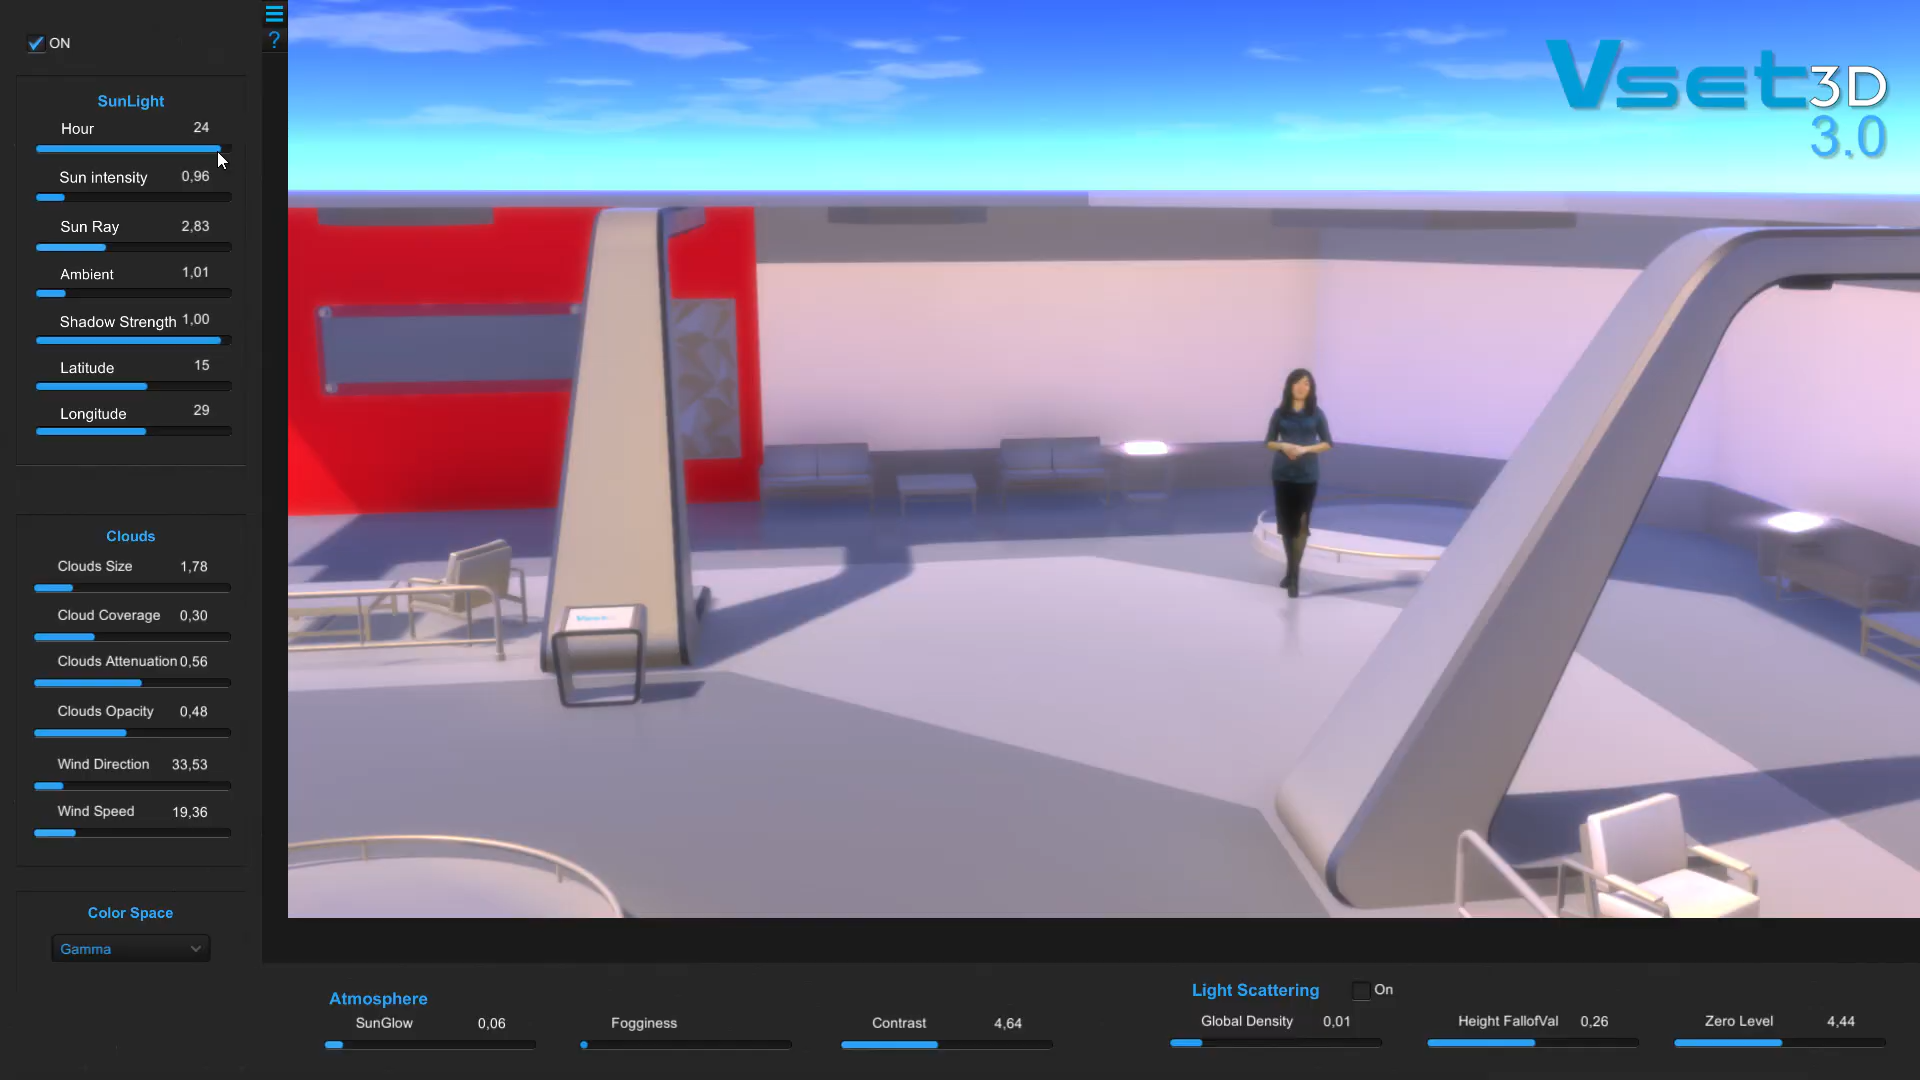 ON
SunLight
Hour 24
Sun intensity 0,96
Sun Ray 2,83
Ambient 1,01
Shadow Strength 1,00
Latitude 15
Longitude 29
Clouds
Clouds Size 1,78
Cloud Coverage 0,30
Clouds Attenuation 0,56
Clouds Opacity 0,48
Wind Direction 33,53
Wind Speed 19,36
Color Space
Gamma
?
Vset3D
3.0
Atmosphere
SunGlow 0,06
Fogginess
Contrast 4,64
Light Scattering On
Global Density 0,01
Height FallofVal 0,26
Zero Level 4,44